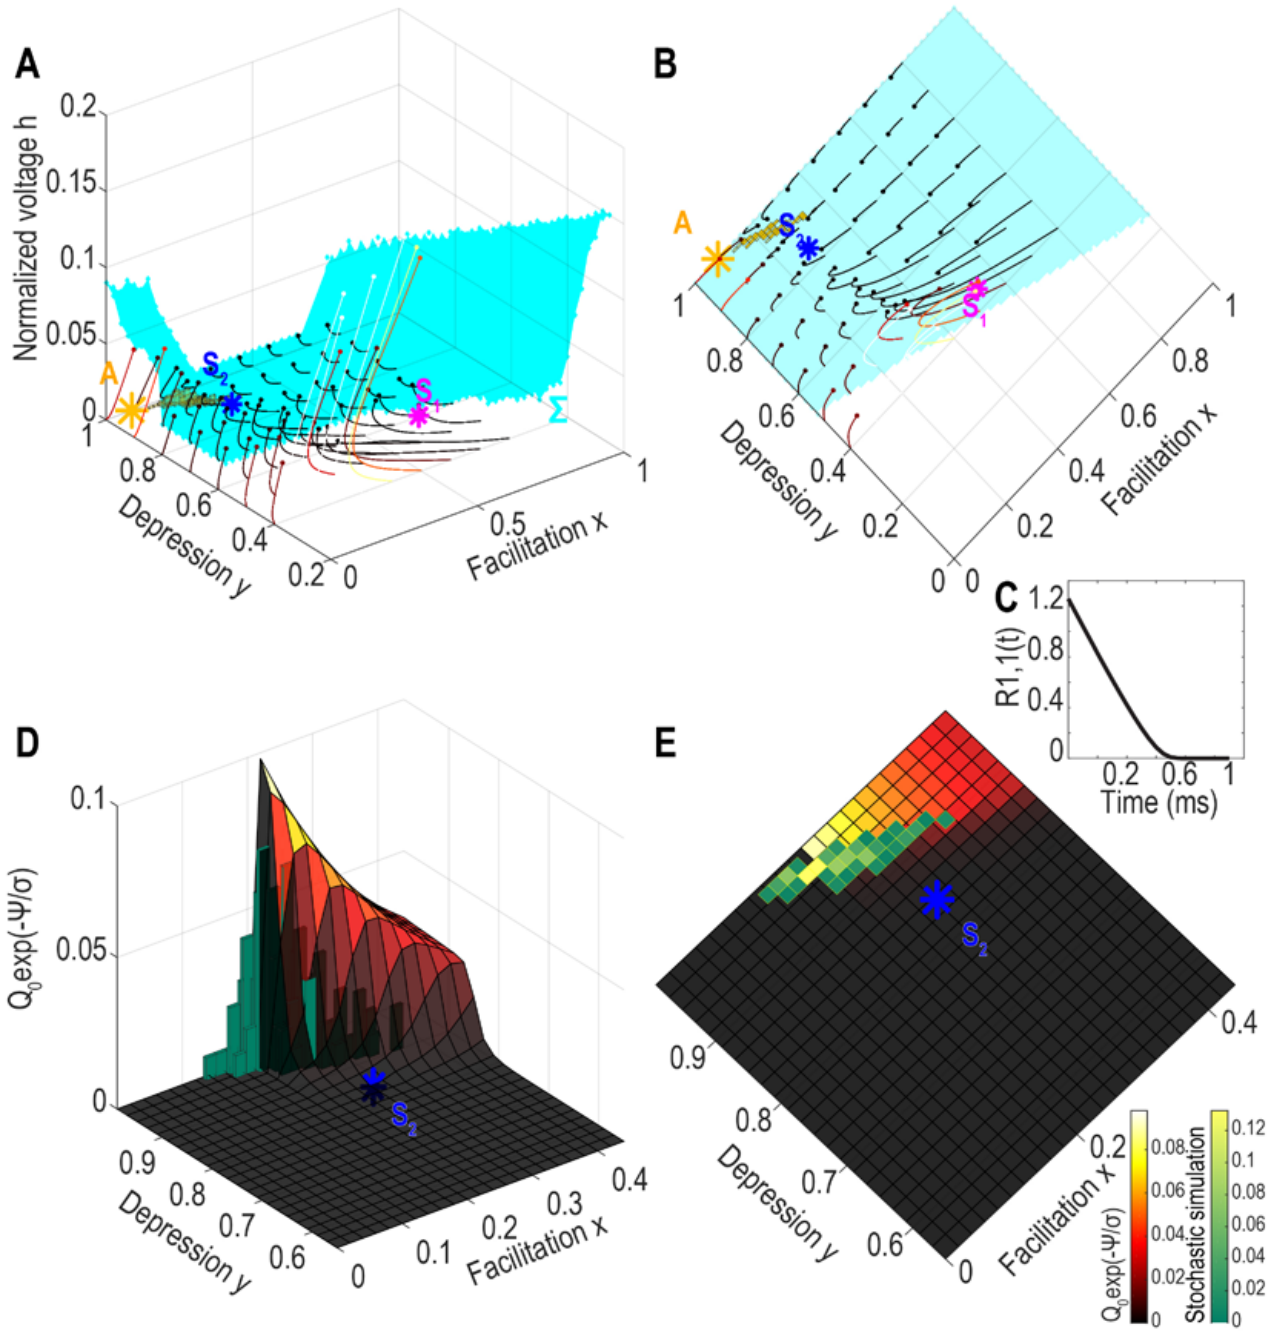 A
Normalized voltage h
0.2
0.15
0.1
0.05
0
A
S2
S1
Σ
1
0.8
0.6
0.4
0.2
Depression y
0
0.5
1
Facilitation x
B
A
S2
S1
1
0.8
0.6
0.4
0.2
0
Depression y
0
0.2
0.4
0.6
0.8
1
Facilitation x
C
R1,1(t)
1.2
0.8
0.4
0
0.2
0.6
1
Time (ms)
D
Q0exp(-Ψ/σ)
0.1
0.05
0
S2
0.9
0.8
0.7
0.6
Depression y
0
0.1
0.2
0.3
0.4
Facilitation x
E
S2
0.9
0.8
0.7
0.6
Depression y
0
0.2
0.4
Facilitation x
Q0exp(-Ψ/σ)
0.08
0.06
0.04
0.02
0
Stochastic simulation
0.12
0.1
0.08
0.06
0.04
0.02
0